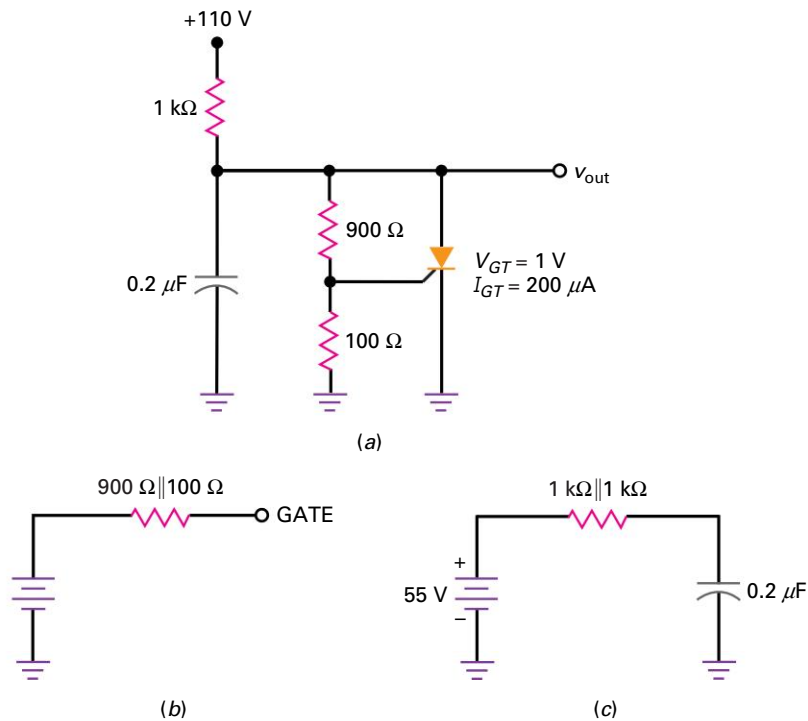 +110 V
1 kΩ
v_out
900 Ω
V_GT = 1 V
I_GT = 200 μA
0.2 μF
100 Ω
(a)
900 Ω||100 Ω
GATE
(b)
1 kΩ||1 kΩ
+
55 V
−
0.2 μF
(c)